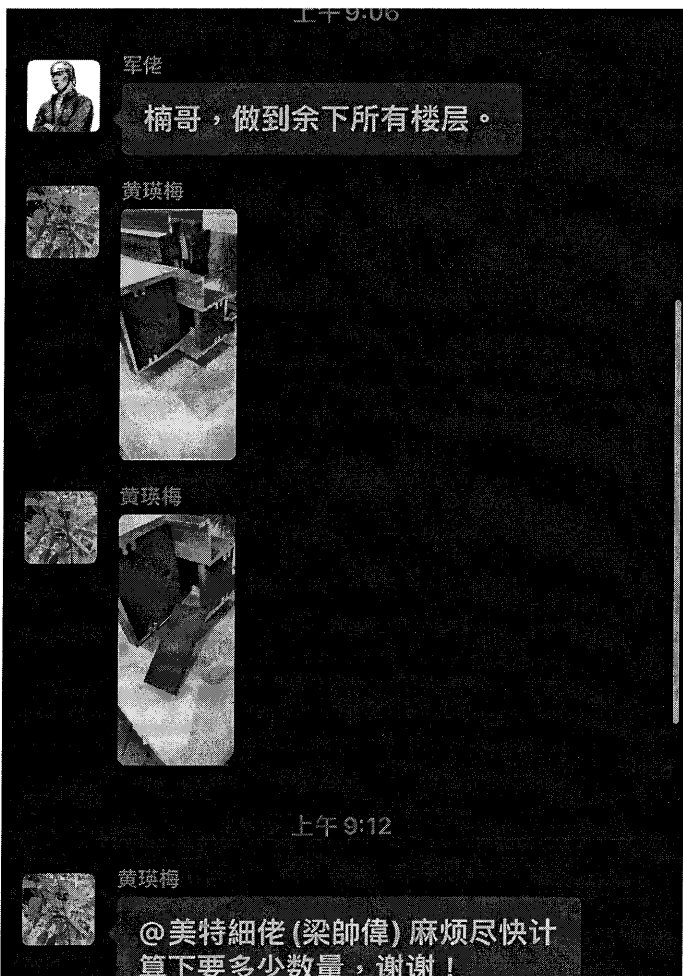 上午 9:06
军佬
楠哥，做到余下所有楼层。
黄瑛梅
黄瑛梅
上午 9:12
黄瑛梅
@美特細佬 (梁帥偉) 麻烦尽快计
算下要多少数量，谢谢！